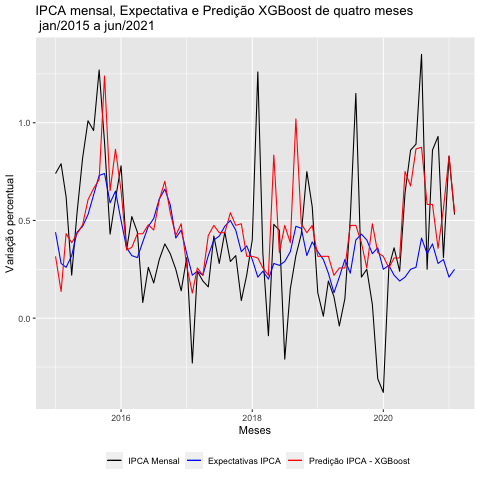 IPCA mensal, Expectativa e Predição XGBoost de quatro meses
jan/2015 a jun/2021
Variação percentual
1.0
0.5
0.0
2016
2018
2020
Meses
IPCA Mensal
Expectativas IPCA
Predição IPCA - XGBoost